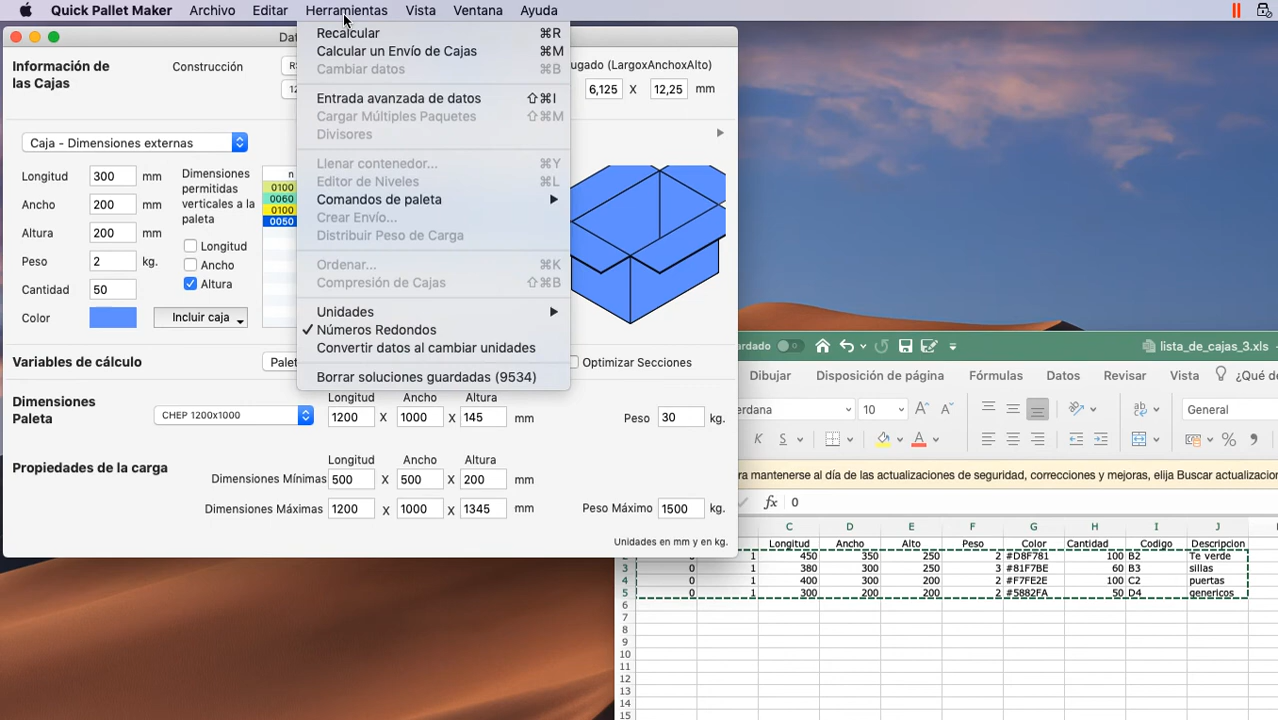 Quick Pallet Maker Archivo Editar Herramientas Vista Ventana Ayuda
Recalcular ⌘R
Calcular un Envío de Cajas ⌘M
Cambiar datos ⌘B
Entrada avanzada de datos ⇧⌘I
Cargar Múltiples Paquetes ⇧⌘M
Divisores
Llenar contenedor... ⌘Y
Editor de Niveles ⌘L
Comandos de paleta
Crear Envío...
Distribuir Peso de Carga
Ordenar... ⌘K
Compresión de Cajas ⇧⌘B
Unidades
✓ Números Redondos
Convertir datos al cambiar unidades
Borrar soluciones guardadas (9534)
Información de
las Cajas
Construcción
ugado (LargoxAnchoxAlto)
6,125 X 12,25 mm
Caja - Dimensiones externas
Longitud 300 mm
Ancho 200 mm
Altura 200 mm
Peso 2 kg.
Cantidad 50
Color
Dimensiones
permitidas
verticales a la
paleta
Longitud
Ancho
Altura
Incluir caja
n
0100
0060
0100
0050
Variables de cálculo
Optimizar Secciones
Dimensiones
Paleta
CHEP 1200x1000
Longitud Ancho Altura
1200 X 1000 X 145 mm
Peso 30 kg.
Propiedades de la carga
Longitud Ancho Altura
Dimensiones Mínimas 500 X 500 X 200 mm
Dimensiones Máximas 1200 X 1000 X 1345 mm
Peso Máximo 1500 kg.
Unidades en mm y en kg.
lista_de_cajas_3.xls
Dibujar Disposición de página Fórmulas Datos Revisar Vista
erdana 10 General
K S
ra mantenerse al día de las actualizaciones de seguridad, correcciones y mejoras, elija Buscar actualizacion
fx 0
C D E F G H I J
Longitud Ancho Alto Peso Color Cantidad Codigo Descripcion
2 450 350 250 2 #D8F781 100 B2 Te verde
3 0 1 380 300 250 3 #81F7BE 60 B3 sillas
4 0 1 400 300 200 2 #F7FE2E 100 C2 puertas
5 0 1 300 200 200 2 #5882FA 50 D4 genericos
6
7
8
9
10
11
12
13
14
15